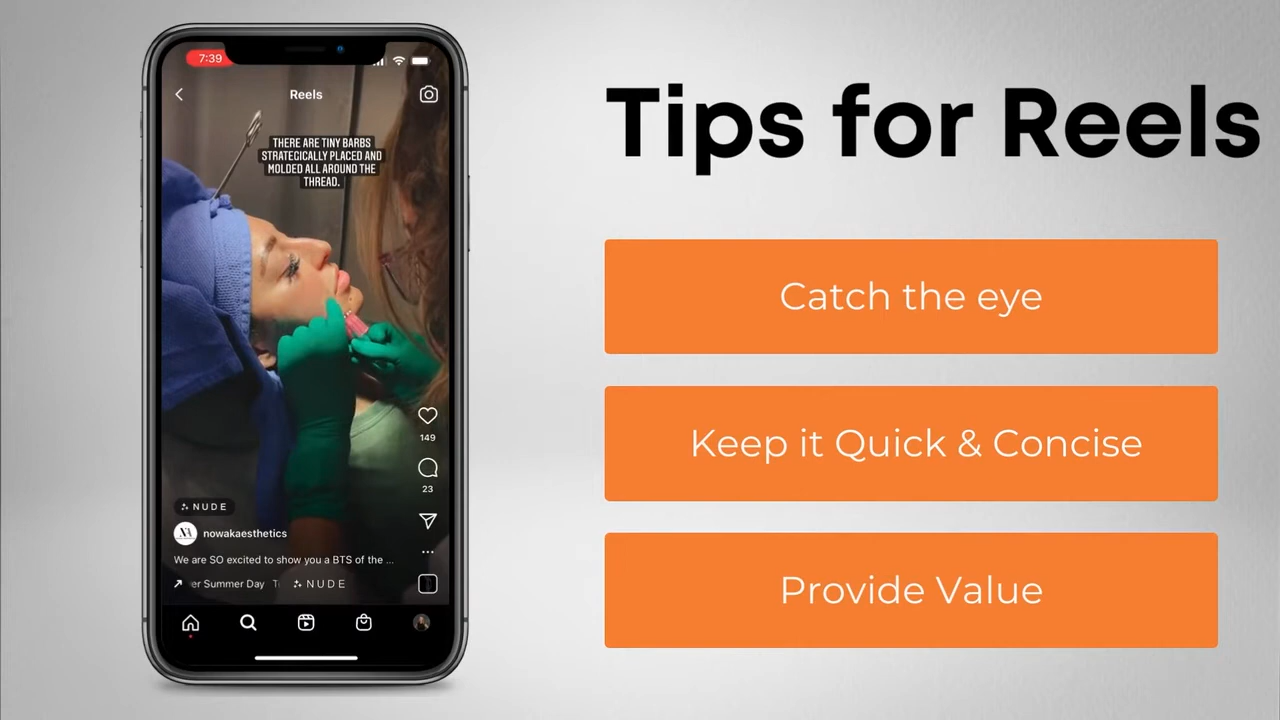 7:39
Reels
THERE ARE TINY BARBS
STRATEGICALLY PLACED AND
MOLDED ALL AROUND THE
THREAD.
149
23
NUDE
NA
nowakaesthetics
We are SO excited to show you a BTS of the ...
er Summer Day
NUDE
Tips for Reels
Catch the eye
Keep it Quick & Concise
Provide Value